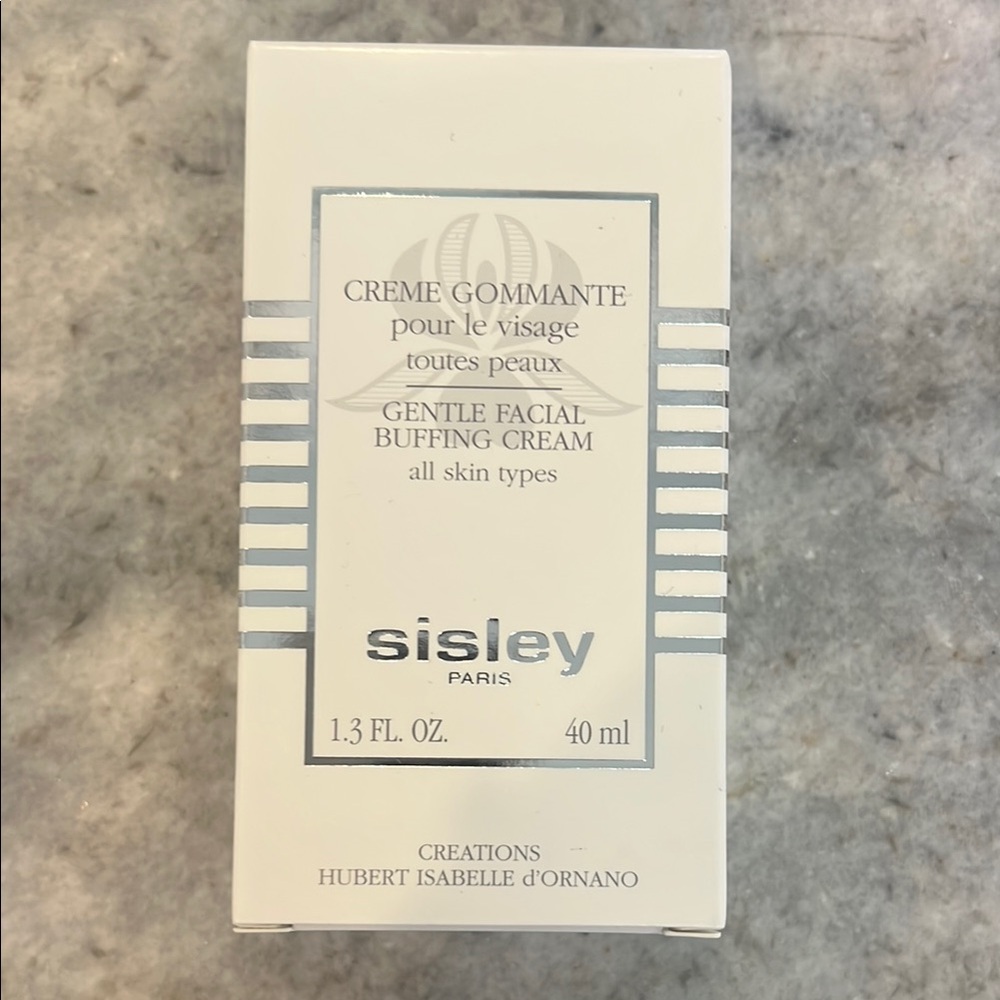 CREME GOMMANTE
pour le visage
toutes peaux
GENTLE FACIAL
BUFFING CREAM
all skin types
sisley
PARIS
1.3 FL. OZ. 40 ml
CREATIONS
HUBERT ISABELLE d'ORNANO